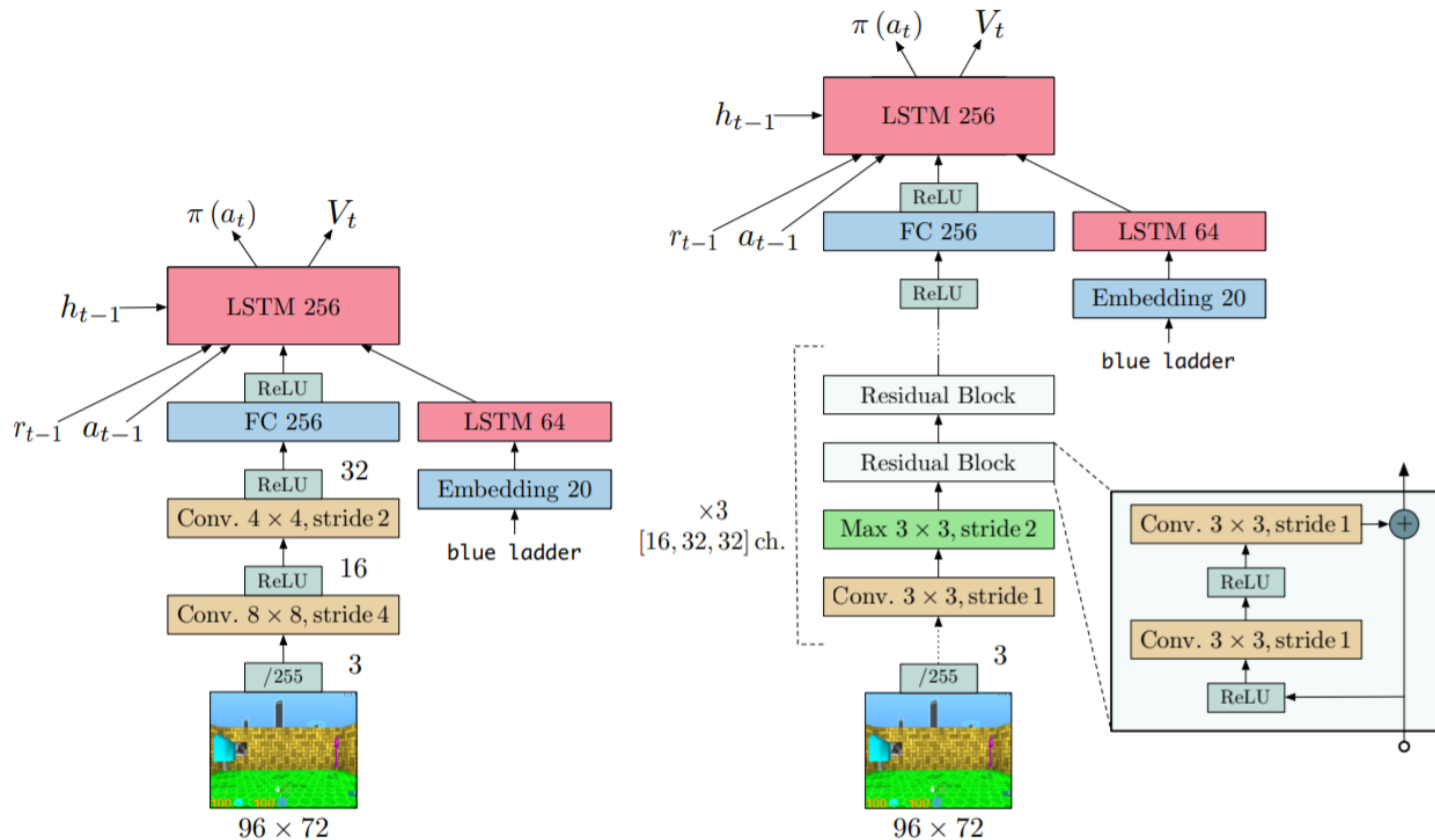 π (a_t) V_t
LSTM 256
h_{t−1}
r_{t−1} a_{t−1}
ReLU
FC 256
LSTM 64
32
ReLU
Embedding 20
Conv. 4 × 4, stride 2
blue ladder
16
ReLU
Conv. 8 × 8, stride 4
3
/255
100 100
96 × 72
π (a_t) V_t
LSTM 256
h_{t−1}
r_{t−1} a_{t−1}
ReLU
FC 256
LSTM 64
ReLU
Embedding 20
blue ladder
Residual Block
Residual Block
×3
[16, 32, 32] ch.
Max 3 × 3, stride 2
Conv. 3 × 3, stride 1
3
/255
100 100
96 × 72
Conv. 3 × 3, stride 1
+
ReLU
Conv. 3 × 3, stride 1
ReLU